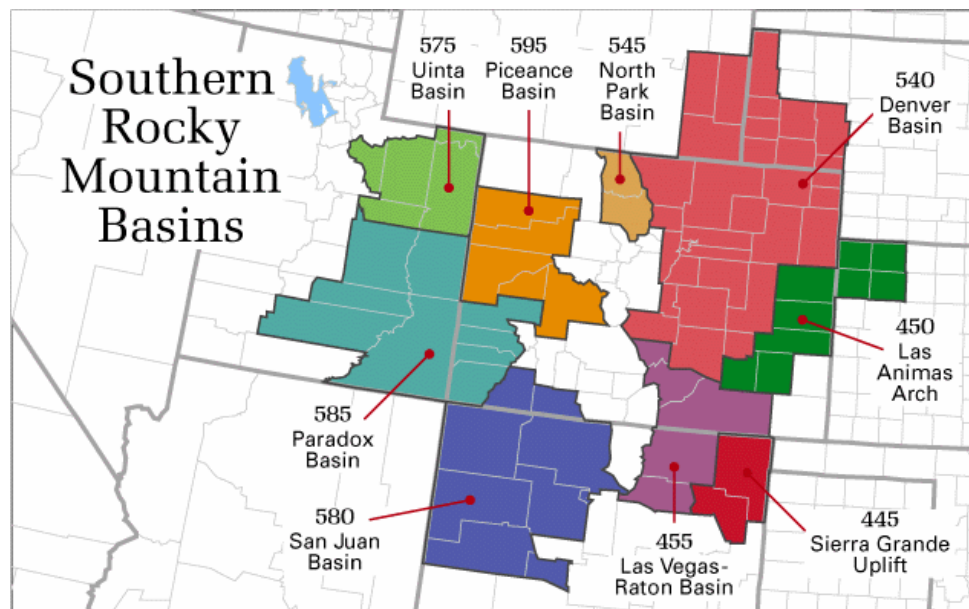 Southern
Rocky
Mountain
Basins
575
Uinta
Basin
595
Piceance
Basin
545
North
Park
Basin
540
Denver
Basin
450
Las
Animas
Arch
585
Paradox
Basin
580
San Juan
Basin
455
Las Vegas-
Raton Basin
445
Sierra Grande
Uplift